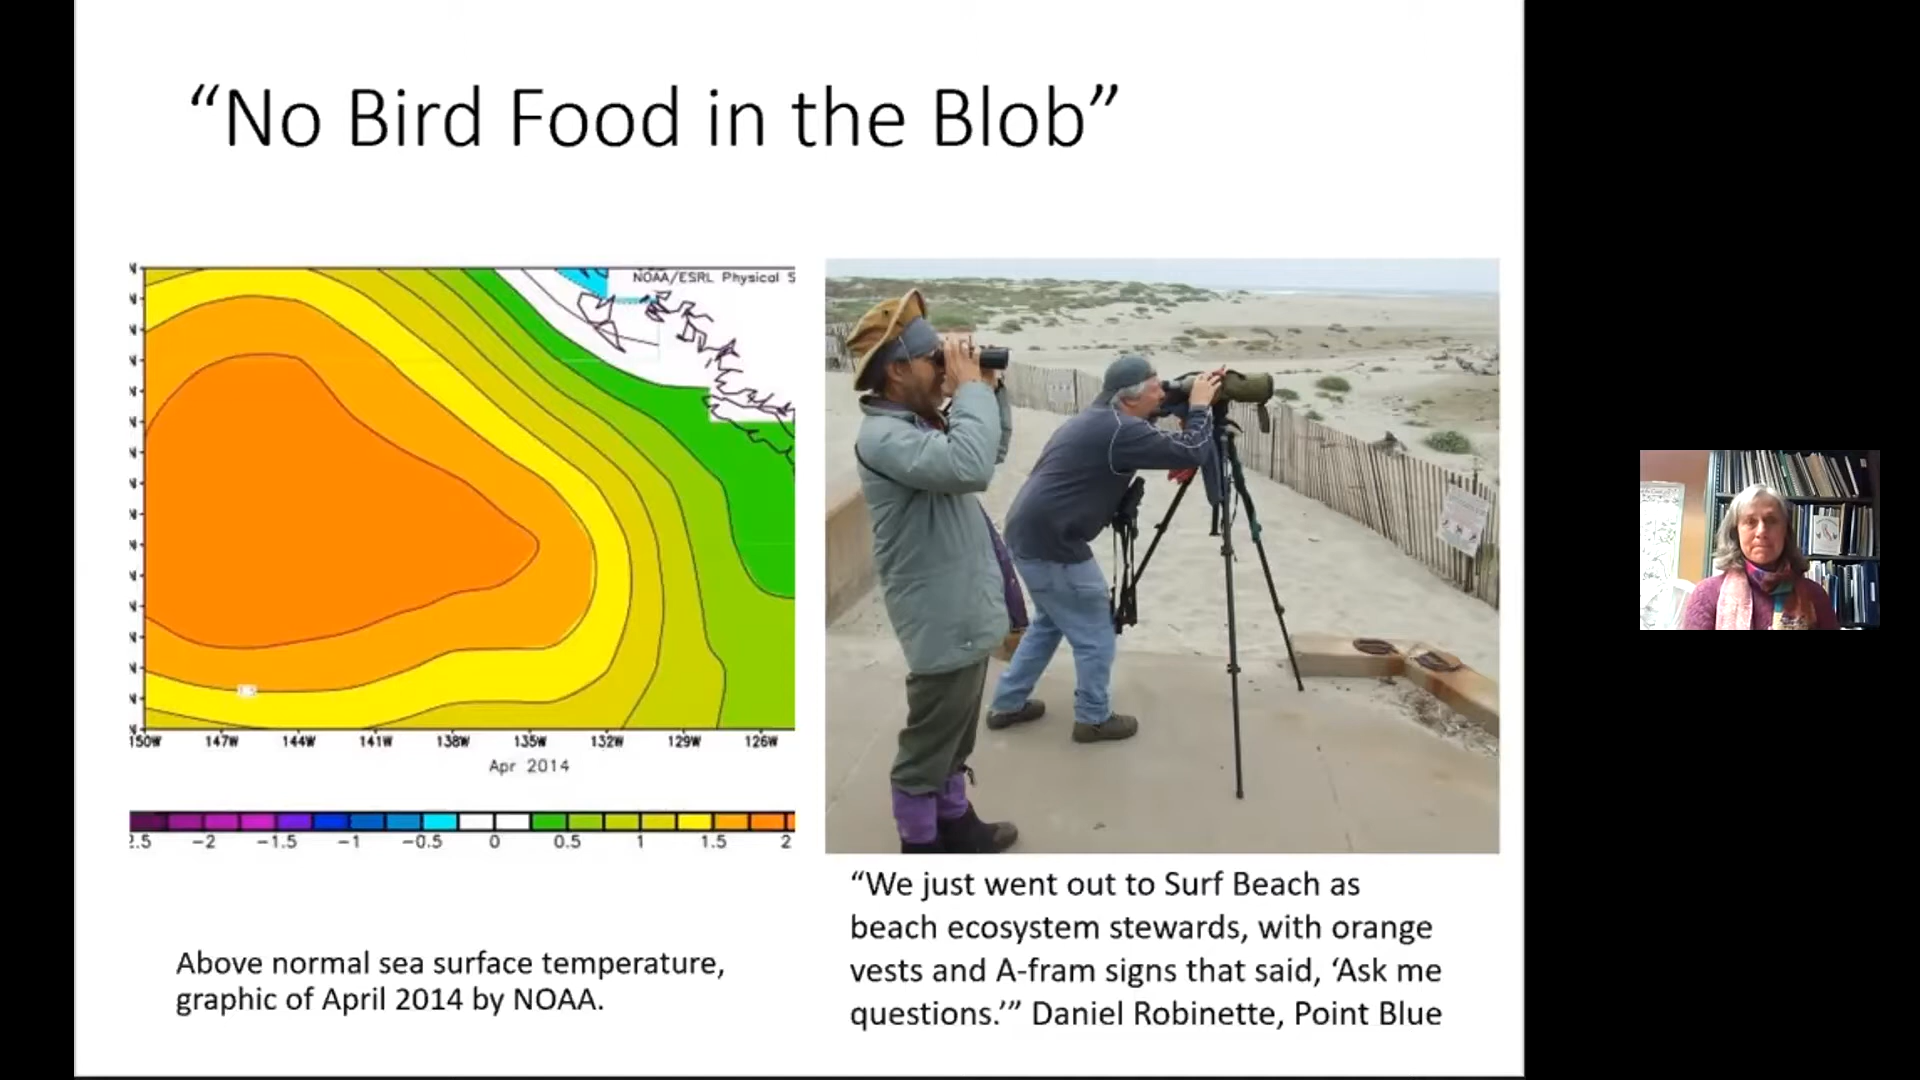 “No Bird Food in the Blob”
NOAA/ESRL Physical S
1.5
150W 147W 144W 141W 138W 135W 132W 129W 126W
Apr 2014
2.5 −2 −1.5 −1 −0.5 0 0.5 1 1.5 2
Above normal sea surface temperature,
graphic of April 2014 by NOAA.
“We just went out to Surf Beach as
beach ecosystem stewards, with orange
vests and A-fram signs that said, ‘Ask me
questions.’” Daniel Robinette, Point Blue